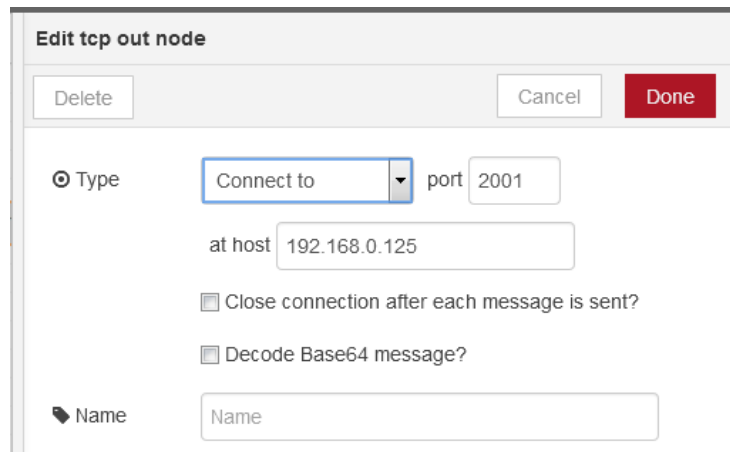 Edit tcp out node
Delete Cancel Done
Type Connect to port 2001
at host 192.168.0.125
Close connection after each message is sent?
Decode Base64 message?
Name Name